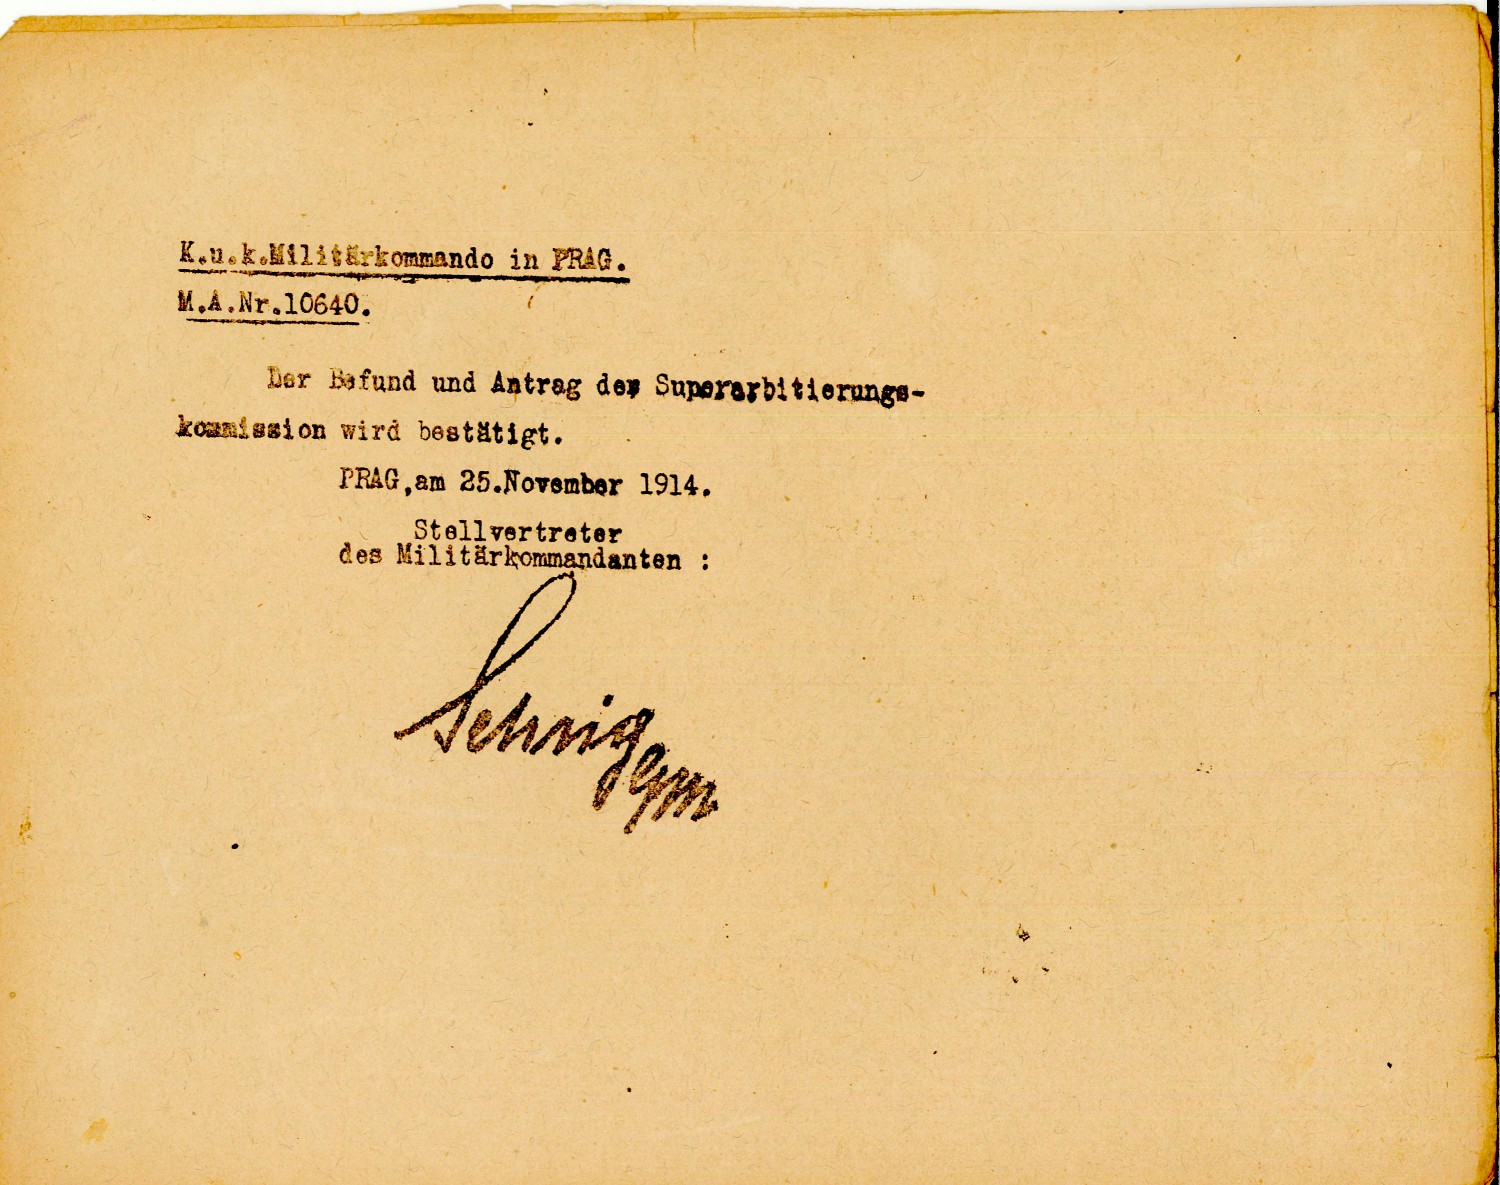 K.u.k.Militärkommando in PRAG.
M.A.Nr.10640.
Der Befund und Antrag der Superarbitierungs-
kommission wird bestätigt.
PRAG,am 25.November 1914.
Stellvertreter
des Militärkommandanten :